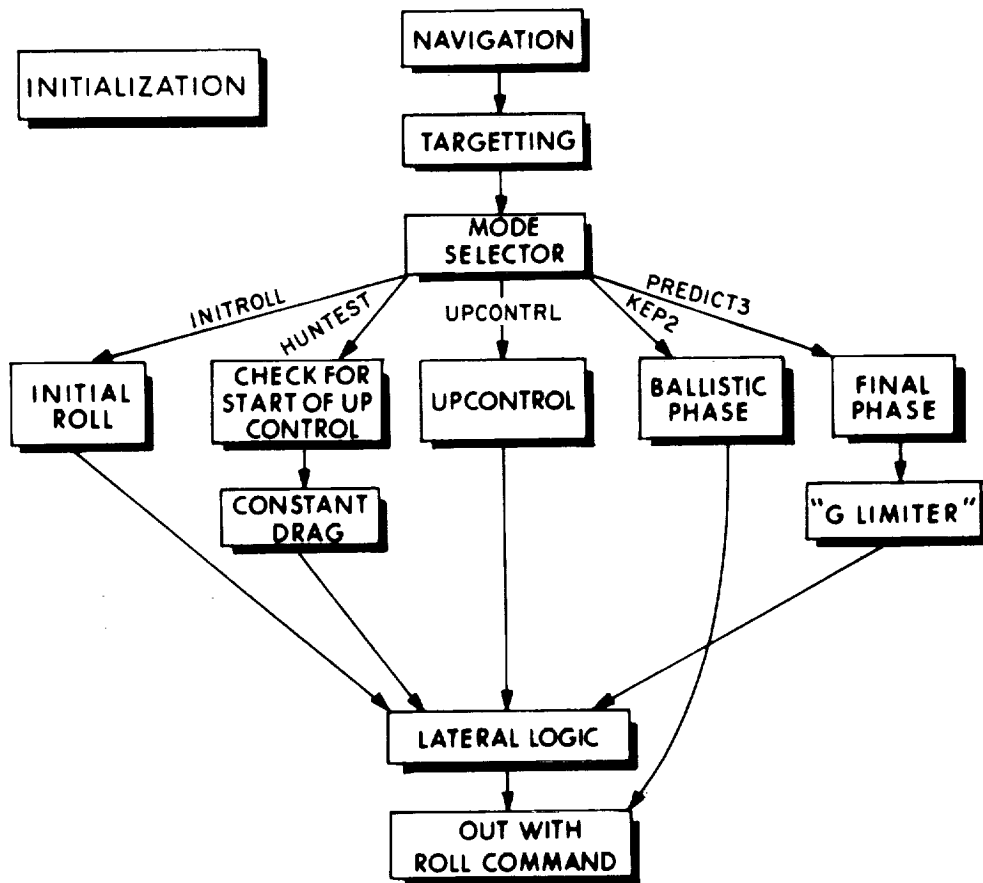 NAVIGATION
INITIALIZATION
TARGETTING
MODE
SELECTOR
INITROLL
HUNTEST
UPCONTRL
KEP2
PREDICT3
INITIAL
ROLL
CHECK FOR
START OF UP
CONTROL
UPCONTROL
BALLISTIC
PHASE
FINAL
PHASE
CONSTANT
DRAG
"G LIMITER"
LATERAL LOGIC
OUT WITH
ROLL COMMAND